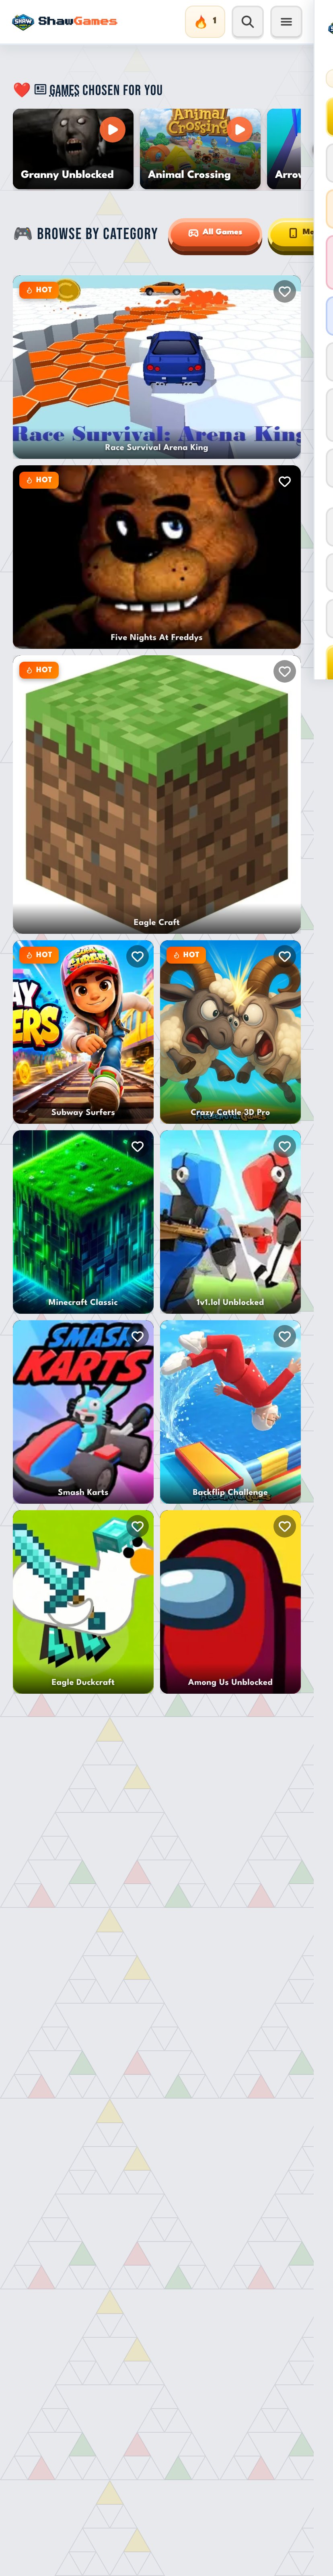 SHAW ShawGames
1
GAMES CHOSEN FOR YOU
Animal Crossing
Granny Unblocked
Animal Crossing
Arrow
BROWSE BY CATEGORY
All Games
Me
HOT
Race Survival: Arena King
Race Survival Arena King
HOT
Five Nights At Freddys
HOT
Eagle Craft
HOT
HOT
Subway Surfers
Crazy Cattle 3D Pro
Minecraft Classic
1v1.lol Unblocked
SMASH
KARTS
Smash Karts
Backflip Challenge
Eagle Duckcraft
Among Us Unblocked